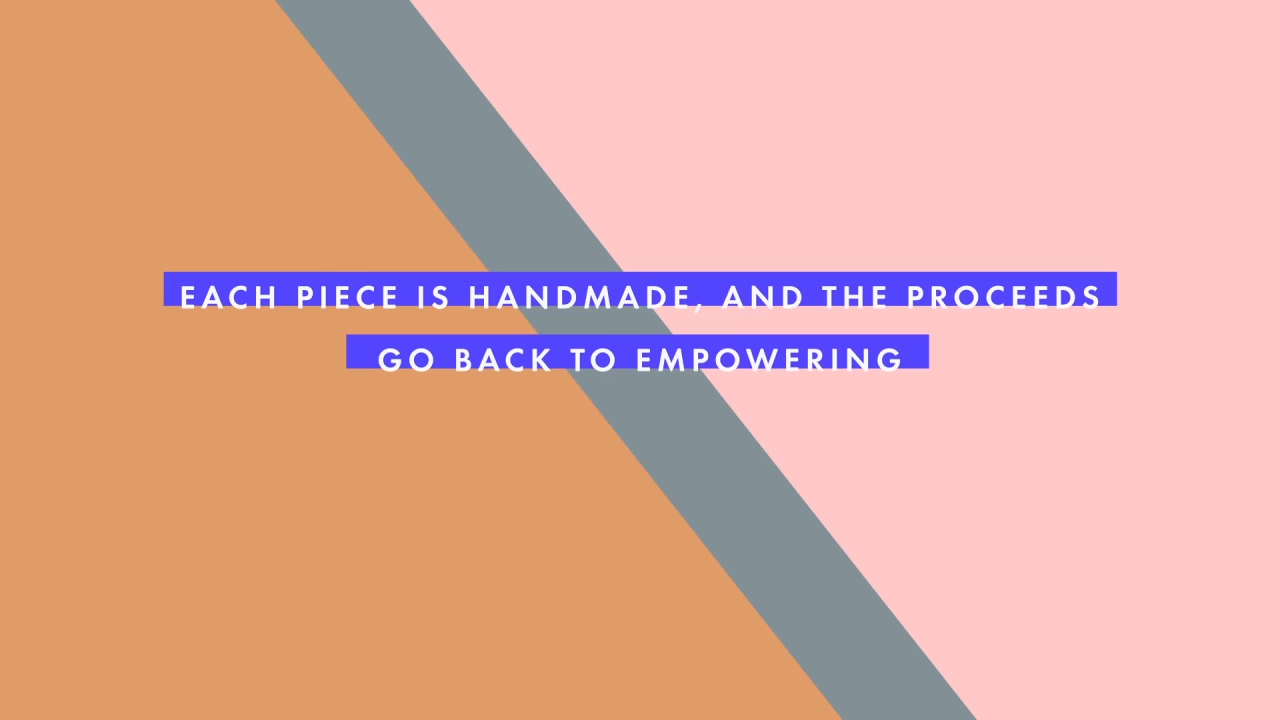 EACH PIECE IS HANDMADE, AND THE PROCEEDS
GO BACK TO EMPOWERING